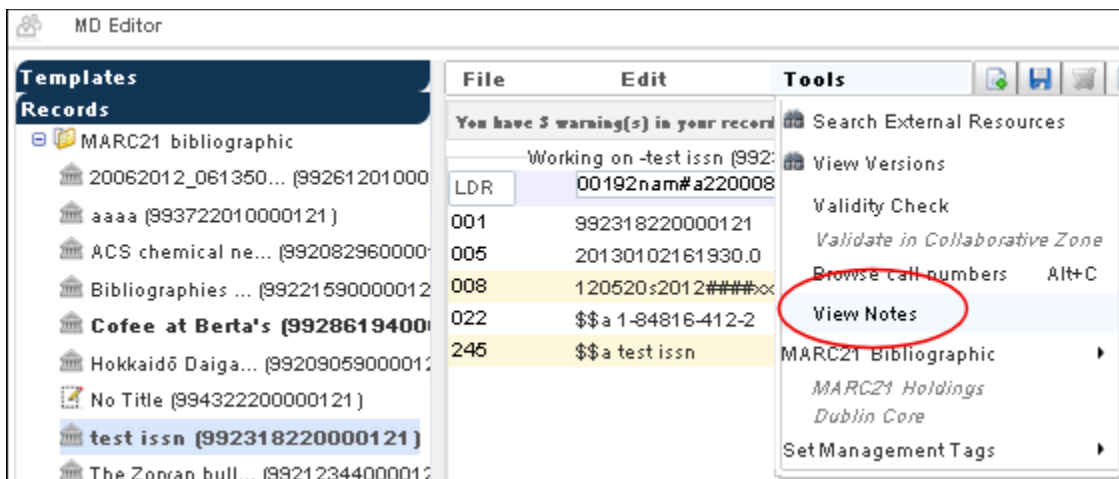 MD Editor
Templates
Records
MARC21 bibliographic
20062012_061350... (99261201000
aaaa (993722010000121)
ACS chemical ne... (992082960000
Bibliographies ... (99221590000012
Cofee at Berta's (9928619400
Hokkaidō Daiga... (99209059000012
No Title (994322200000121)
test issn (992318220000121)
The Zonyan bull... (99212344000012
File Edit Tools
You have 3 warning(s) in your record
Working on -test issn (992
LDR 00192nam#a220008
001 992318220000121
005 20130102161930.0
008 120520s2012####xx
022 $$a 1-84816-412-2
245 $$a test issn
Search External Resources
View Versions
Validity Check
Validate in Collaborative Zone
Browse call numbers Alt+C
View Notes
MARC21 Bibliographic
MARC21 Holdings
Dublin Core
Set Management Tags